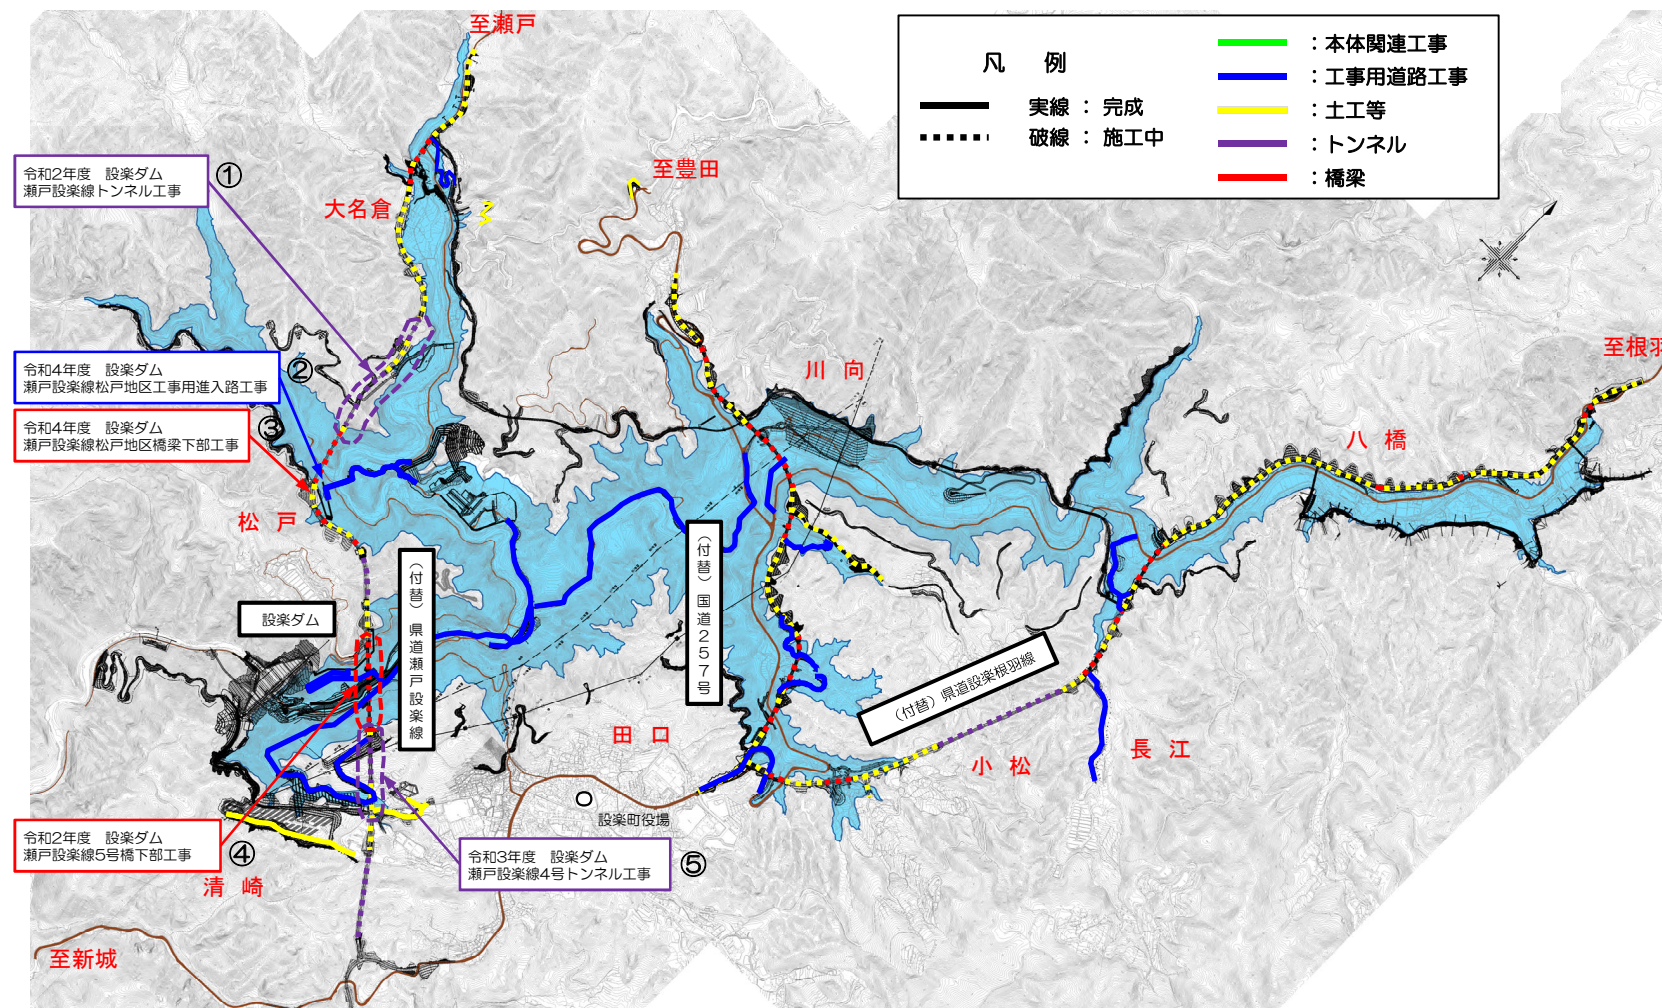 至瀬戸
凡　例
実線 ： 完成
破線 ： 施工中
：本体関連工事
：工事用道路工事
：土工等
：トンネル
：橋梁
令和2年度　設楽ダム
瀬戸設楽線トンネル工事
①
至豊田
大名倉
令和4年度　設楽ダム
瀬戸設楽線松戸地区工事用進入路工事
②
令和4年度　設楽ダム
瀬戸設楽線松戸地区橋梁下部工事
③
川向
至根羽
八橋
松戸
設楽ダム
（付替）県道瀬戸設楽線
（付替）国道257号
（付替）県道設楽根羽線
田口
小松
長江
設楽町役場
令和2年度　設楽ダム
瀬戸設楽線5号橋下部工事
④
令和3年度　設楽ダム
瀬戸設楽線4号トンネル工事
⑤
清崎
至新城